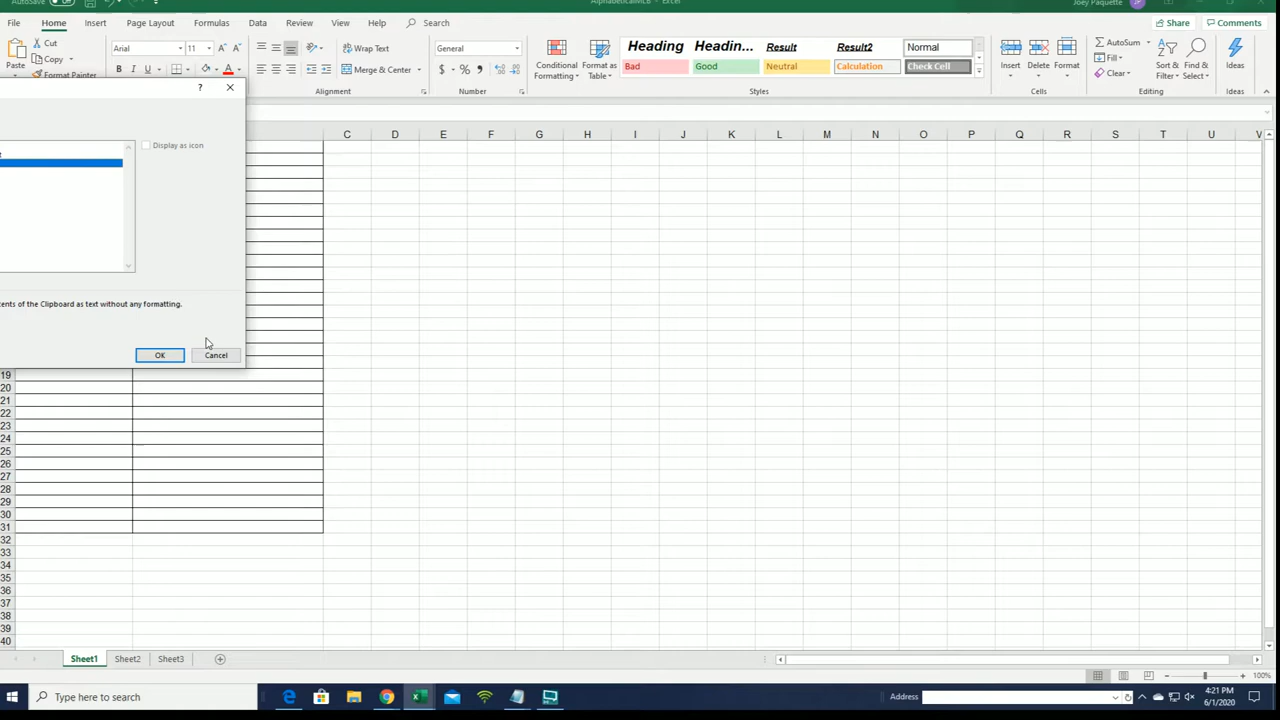 AutoSave Off AlphabeticalMLB - Excel Joey Paquette JP
File Home Insert Page Layout Formulas Data Review View Help Search Share Comments
Paste Cut Copy Format Painter
Arial 11 A A
B I U A
Wrap Text
Merge & Center
General
$ % ,
Conditional Formatting
Format as Table
Heading Headin... Result Result2 Normal
Bad Good Neutral Calculation Check Cell
Insert Delete Format
AutoSum
Fill
Clear
Sort & Filter
Find & Select
Ideas
Alignment Number Styles Cells Editing Ideas
? ×
C D E F G H I J K L M N O P Q R S T U V
Display as icon
of the Clipboard as text without any formatting.
OK Cancel
19
20
21
22
23
24
25
26
27
28
29
30
31
32
33
34
35
36
37
38
39
40
Sheet1 Sheet2 Sheet3
100%
Type here to search
Address
4:21 PM
6/1/2020